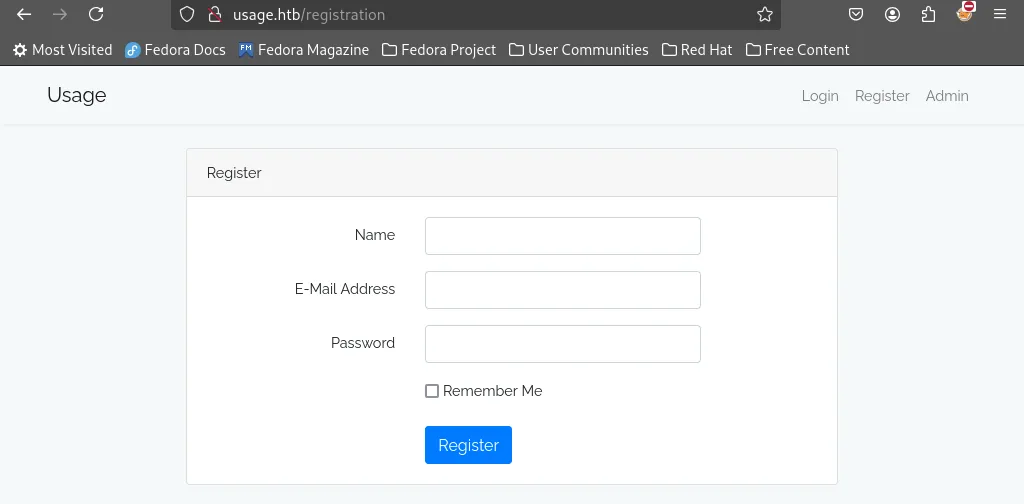 usage.htb/registration
Most Visited Fedora Docs FM Fedora Magazine Fedora Project User Communities Red Hat Free Content
Usage Login Register Admin
Register
Name
E-Mail Address
Password
Remember Me
Register